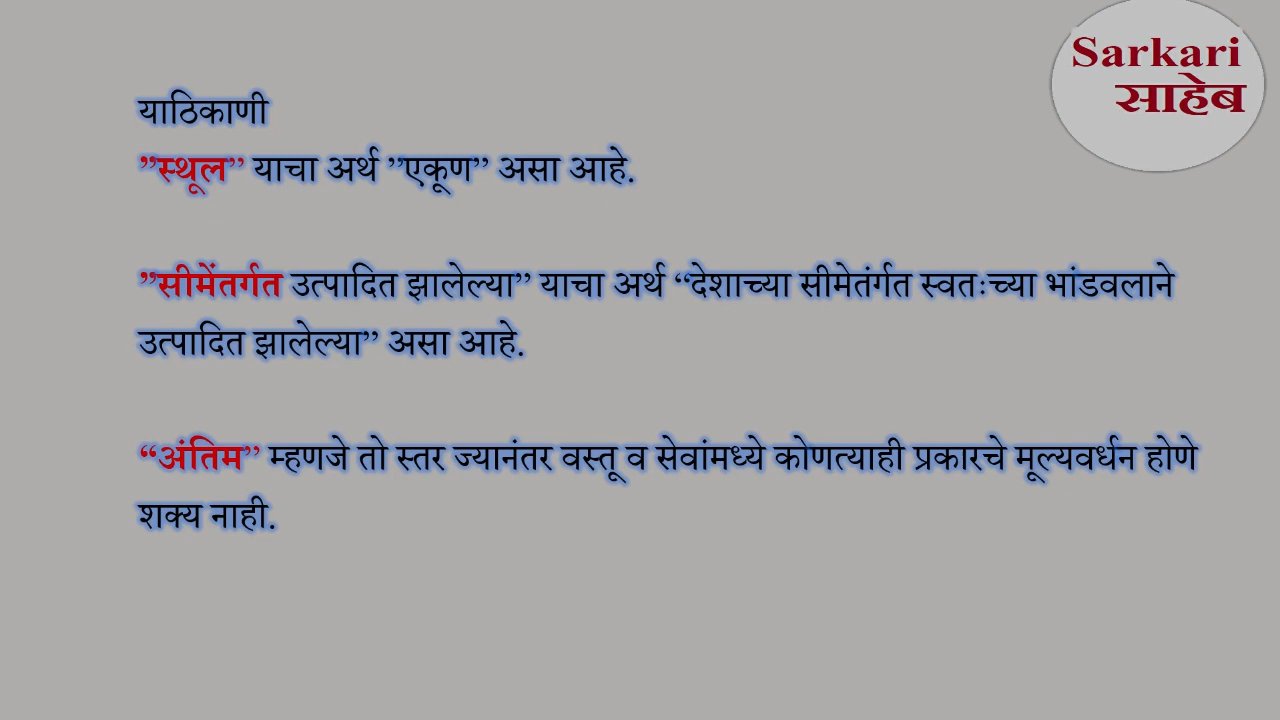 Sarkari
साहेब
याठिकाणी
”स्थूल” याचा अर्थ ”एकूण” असा आहे.
”सीमेंतर्गत उत्पादित झालेल्या” याचा अर्थ “देशाच्या सीमेतंर्गत स्वतःच्या भांडवलाने
उत्पादित झालेल्या” असा आहे.
“अंतिम” म्हणजे तो स्तर ज्यानंतर वस्तू व सेवांमध्ये कोणत्याही प्रकारचे मूल्यवर्धन होणे
शक्य नाही.